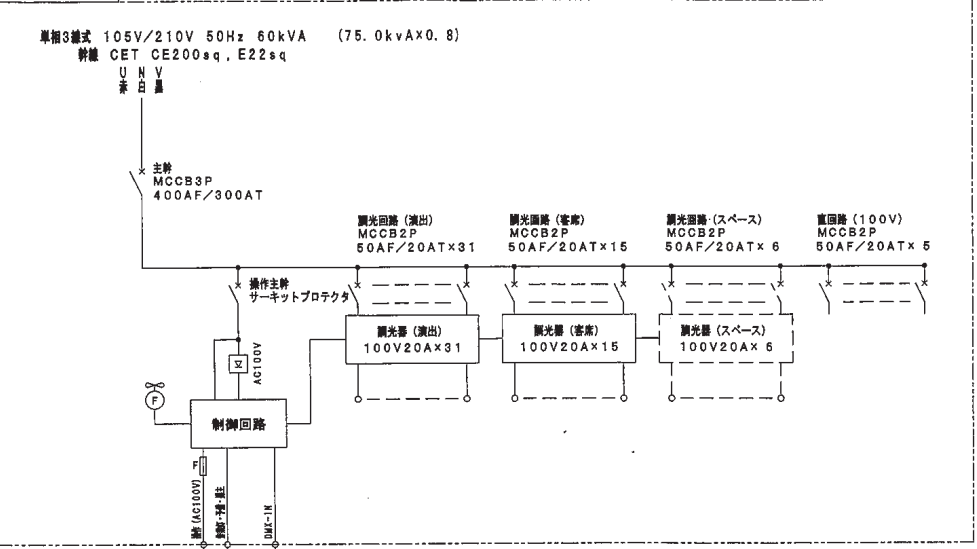 単相3線式 105V/210V 50Hz 60kVA (75.0kvA×0.8)
幹線 CET CE200sq, E22sq
U N V
赤 白 黒
主幹
MCCB3P
400AF/300AT
調光回路(演出)
MCCB2P
50AF/20AT×31
調光回路(客席)
MCCB2P
50AF/20AT×15
調光回路・(スペース)
MCCB2P
50AF/20AT× 6
直回路(100V)
MCCB2P
50AF/20AT× 5
操作主幹
サーキットプロテクタ
調光器(演出)
100V20A×31
調光器(客席)
100V20A×15
調光器(スペース)
100V20A× 6
AC100V
F
制御回路
F
操作(AC100V)
DMX-IN